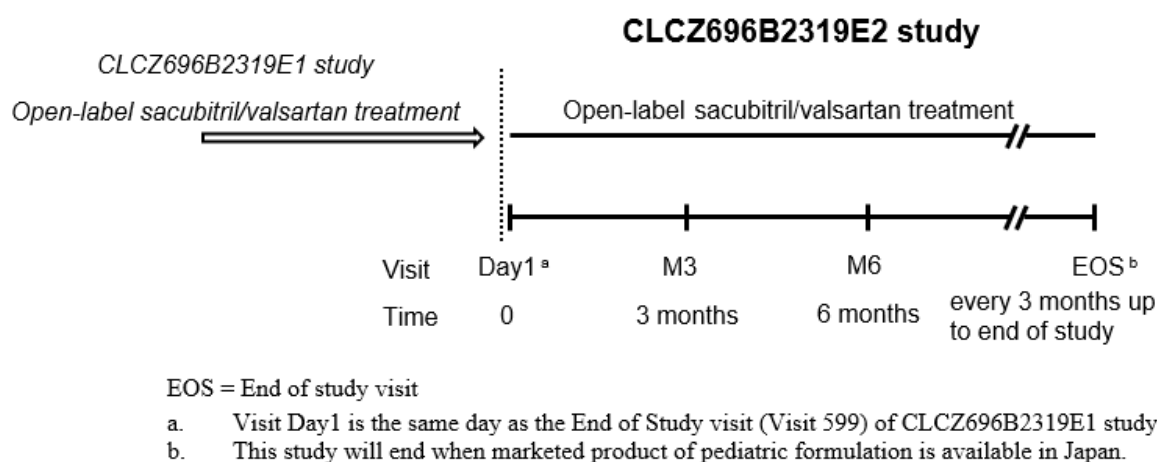 CLCZ696B2319E2 study
CLCZ696B2319E1 study
Open-label sacubitril/valsartan treatment
Open-label sacubitril/valsartan treatment
Visit Day1 a M3 M6 EOS b
Time 0 3 months 6 months every 3 months up
to end of study
EOS = End of study visit
a. Visit Day1 is the same day as the End of Study visit (Visit 599) of CLCZ696B2319E1 study
b. This study will end when marketed product of pediatric formulation is available in Japan.